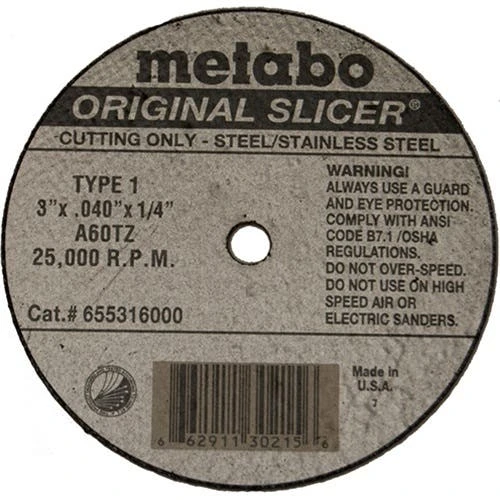 metabo
ORIGINAL SLICER®
CUTTING ONLY - STEEL/STAINLESS STEEL
TYPE 1
3"x .040"x 1/4"
A60TZ
25,000 R.P.M.
Cat.# 655316000
WARNING!
ALWAYS USE A GUARD
AND EYE PROTECTION.
COMPLY WITH ANSI
CODE B7.1 /OSHA
REGULATIONS.
DO NOT OVER-SPEED.
DO NOT USE ON HIGH
SPEED AIR OR
ELECTRIC SANDERS.
Made in
U.S.A.
7
6 62911 30215 6